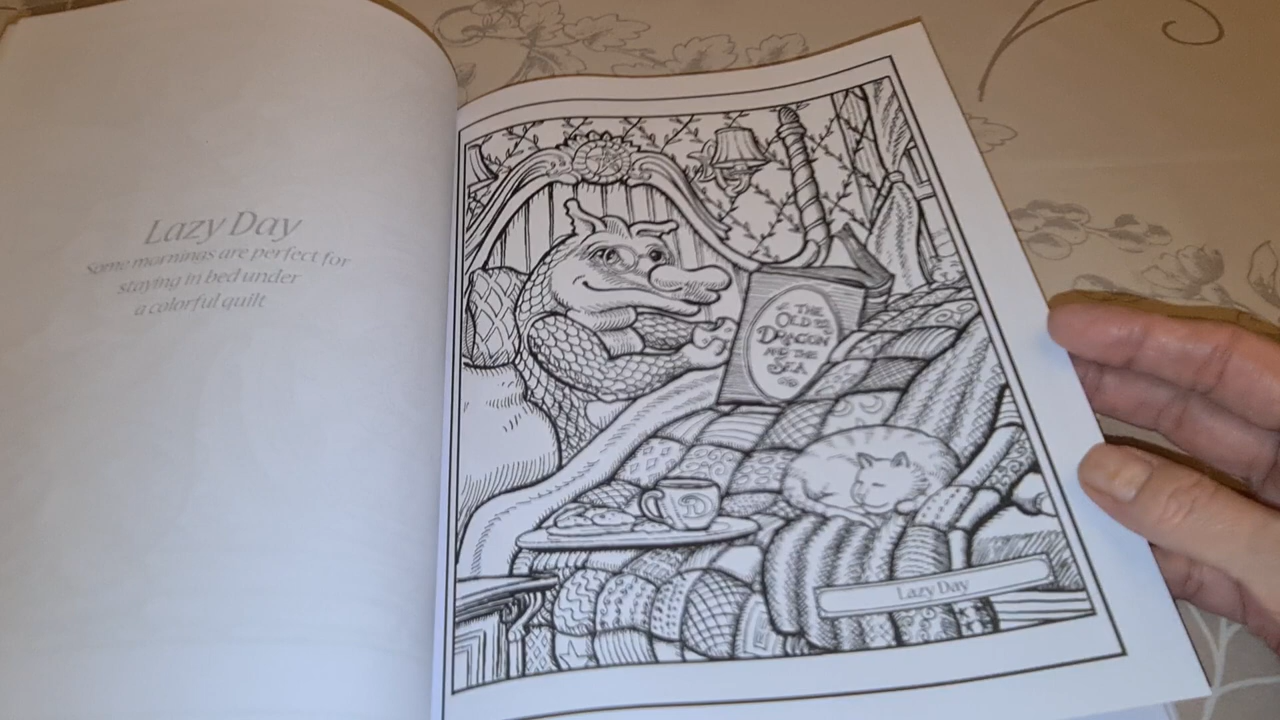 Lazy Day
Some mornings are perfect for
staying in bed under
a colorful quilt
THE
OLD
DRAGON
AND THE
SEA
D
Lazy Day